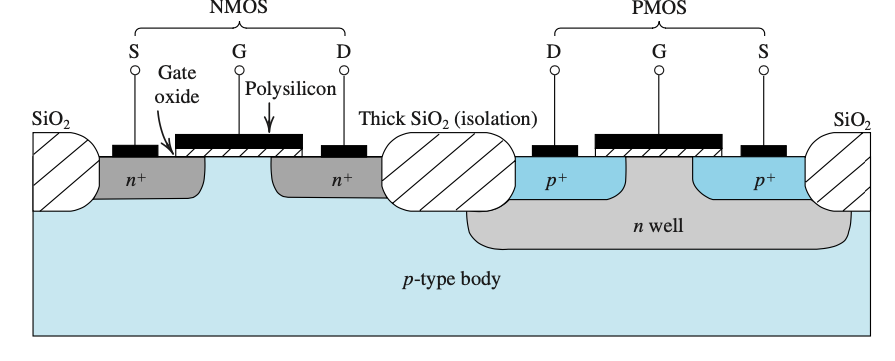 NMOS
PMOS
S
G
D
D
G
S
Gate
oxide
Polysilicon
SiO₂
Thick SiO₂ (isolation)
SiO₂
n⁺
n⁺
p⁺
p⁺
n well
p-type body